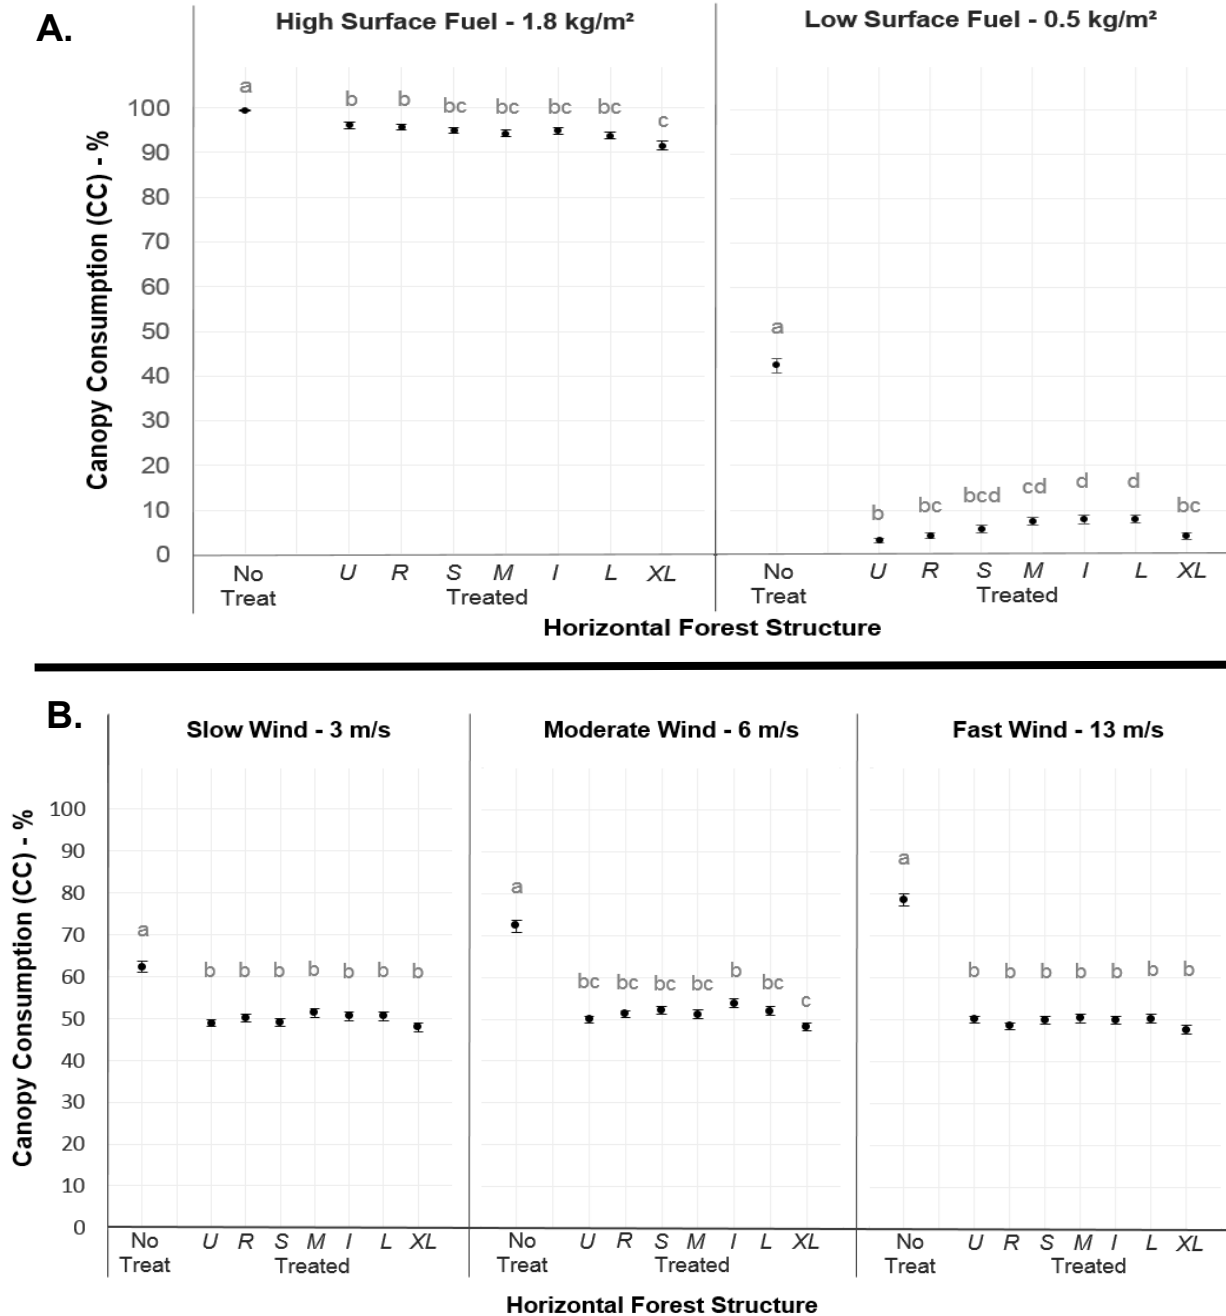 A.
High Surface Fuel - 1.8 kg/m²
Low Surface Fuel - 0.5 kg/m²
Canopy Consumption (CC) - %
100
90
80
70
60
50
40
30
20
10
0
a b b bc bc bc bc c
a b bc bcd cd d d bc
No Treat U R S M I L XL
Treated
No Treat U R S M I L XL
Treated
Horizontal Forest Structure
B.
Slow Wind - 3 m/s
Moderate Wind - 6 m/s
Fast Wind - 13 m/s
Canopy Consumption (CC) - %
100
90
80
70
60
50
40
30
20
10
0
a b b b b b b b
a bc bc bc bc b bc c
a b b b b b b b
No Treat U R S M I L XL
Treated
No Treat U R S M I L XL
Treated
No Treat U R S M I L XL
Treated
Horizontal Forest Structure